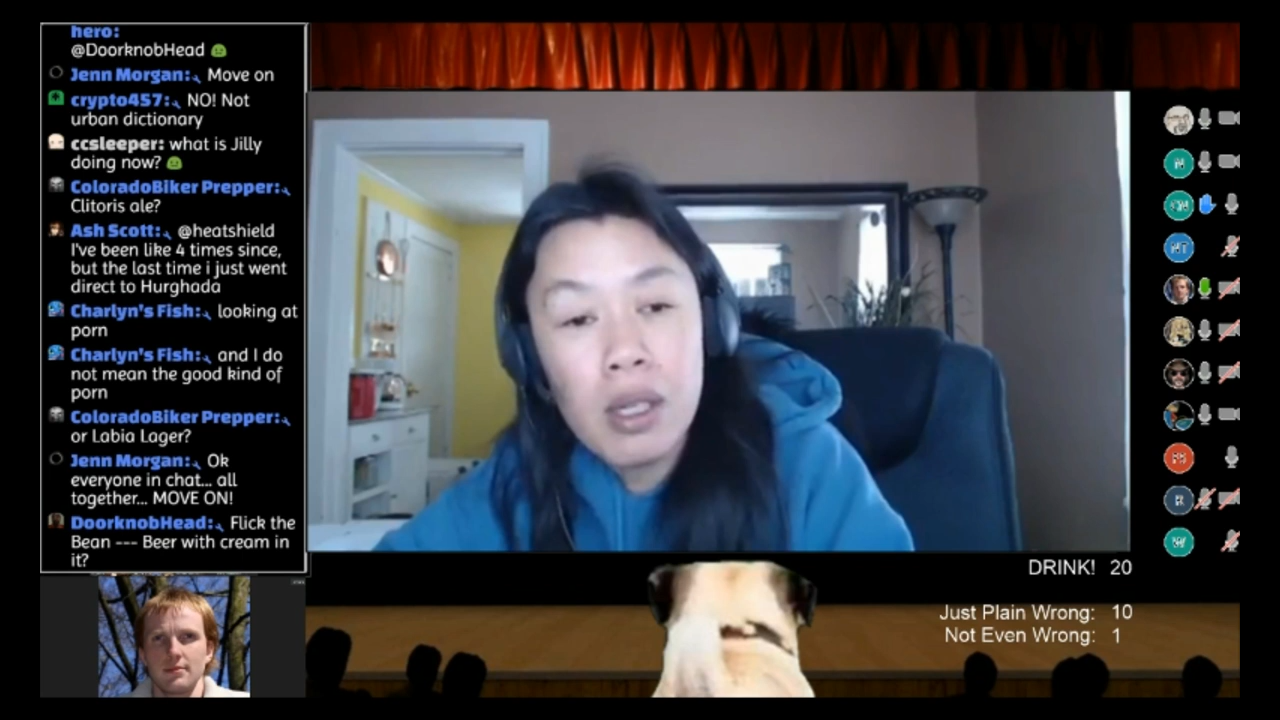 hero:
@DoorknobHead
Jenn Morgan: Move on
crypto457: NO! Not
urban dictionary
ccsleeper: what is Jilly
doing now?
ColoradoBiker Prepper:
Clitoris ale?
Ash Scott: @heatshield
I've been like 4 times since,
but the last time i just went
direct to Hurghada
Charlyn's Fish: looking at
porn
Charlyn's Fish: and I do
not mean the good kind of
porn
ColoradoBiker Prepper:
or Labia Lager?
Jenn Morgan: Ok
everyone in chat... all
together... MOVE ON!
DoorknobHead: Flick the
Bean --- Beer with cream in
it?
DRINK! 20
Just Plain Wrong: 10
Not Even Wrong: 1